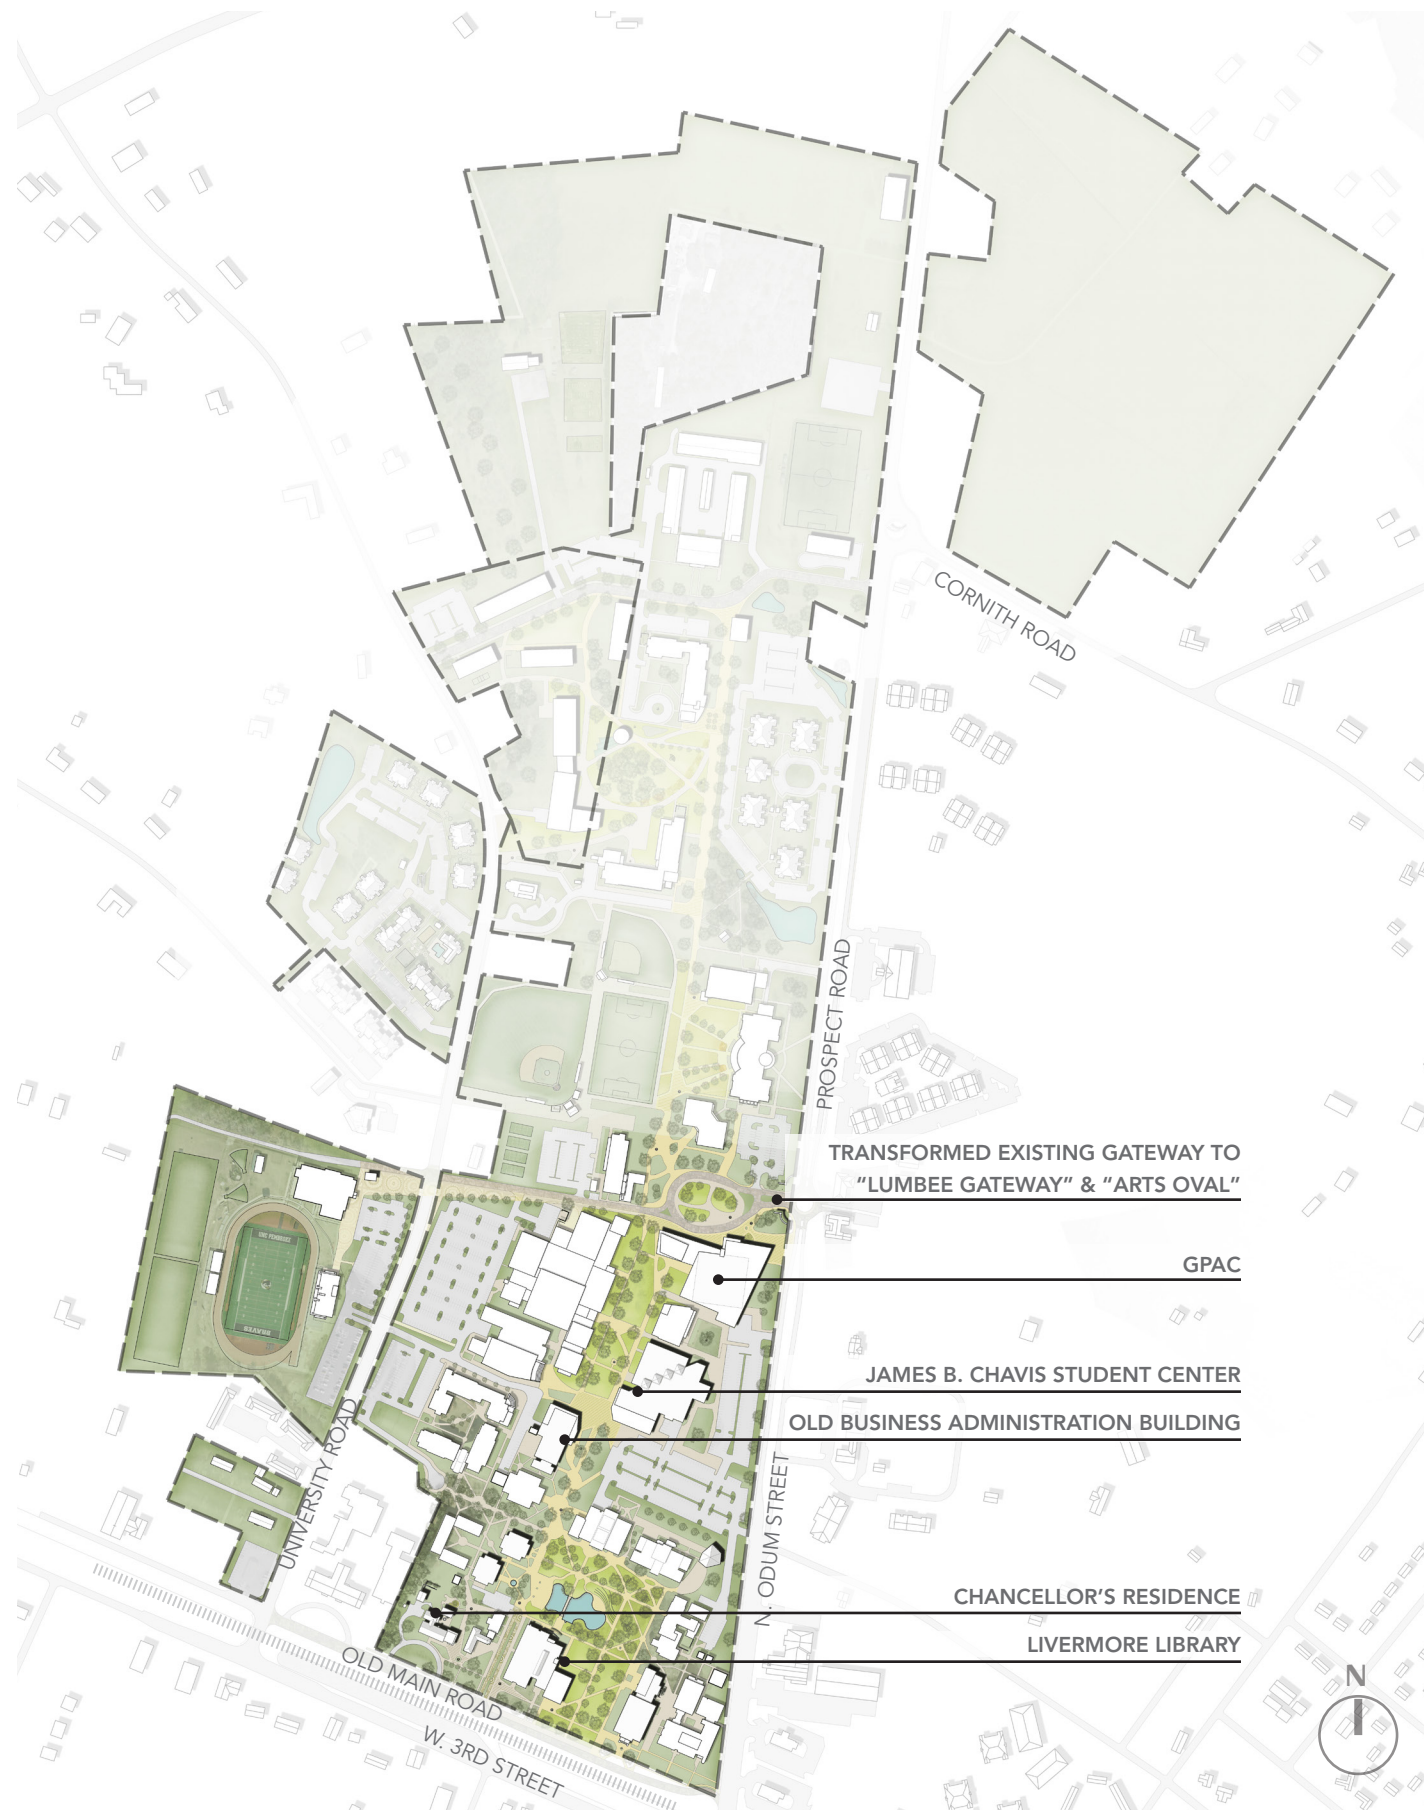 CORNITH ROAD
PROSPECT ROAD
TRANSFORMED EXISTING GATEWAY TO
“LUMBEE GATEWAY” & “ARTS OVAL”
GPAC
JAMES B. CHAVIS STUDENT CENTER
OLD BUSINESS ADMINISTRATION BUILDING
UNIVERSITY ROAD
N. ODUM STREET
CHANCELLOR’S RESIDENCE
LIVERMORE LIBRARY
OLD MAIN ROAD
W. 3RD STREET
N
BRAVES